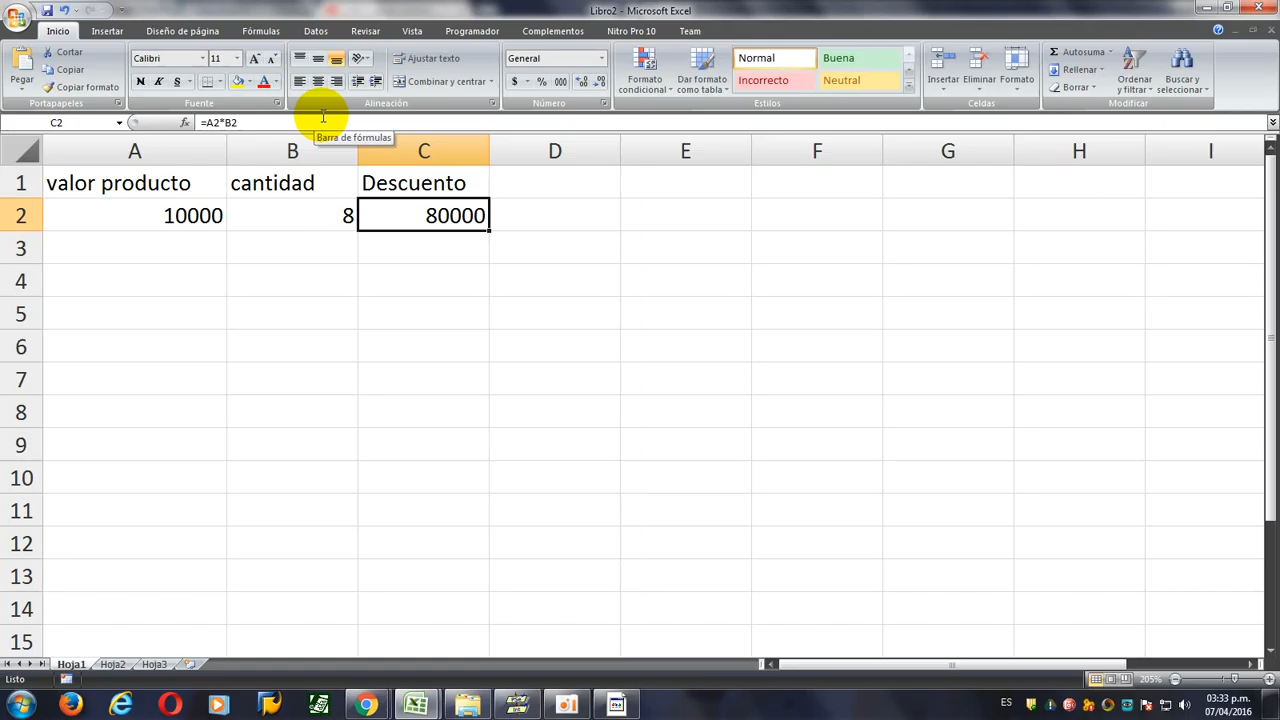 Libro2 - Microsoft Excel
Inicio Insertar Diseño de página Fórmulas Datos Revisar Vista Programador Complementos Nitro Pro 10 Team
Pegar
Cortar
Copiar
Copiar formato
Portapapeles
Calibri 11
N K S
Fuente
Ajustar texto
Combinar y centrar
Alineación
General
$ % 000
Número
Formato condicional
Dar formato como tabla
Normal Buena
Incorrecto Neutral
Estilos
Insertar Eliminar Formato
Celdas
Autosuma
Rellenar
Borrar
Ordenar y filtrar
Buscar y seleccionar
Modificar
C2 fx =A2*B2
Barra de fórmulas
A B C D E F G H I
1 valor producto cantidad Descuento
2 10000 8 80000
3
4
5
6
7
8
9
10
11
12
13
14
15
Hoja1 Hoja2 Hoja3
Listo 205%
ES 03:33 p.m.
07/04/2016